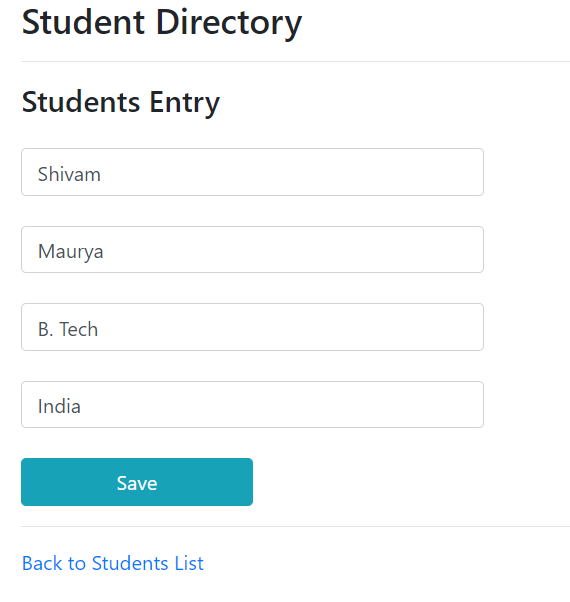 Student Directory
Students Entry
Shivam
Maurya
B. Tech
India
Save
Back to Students List